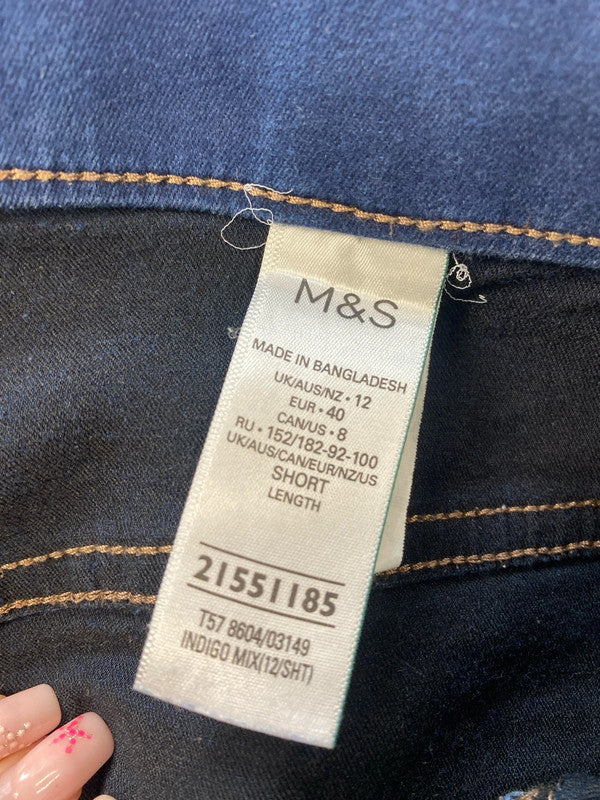 M&S
MADE IN BANGLADESH
UK/AUS/NZ • 12
EUR • 40
CAN/US • 8
RU • 152/182-92-100
UK/AUS/CAN/EUR/NZ/US
SHORT
LENGTH
21551185
T57 8604/03149
INDIGO MIX(12/SHT)